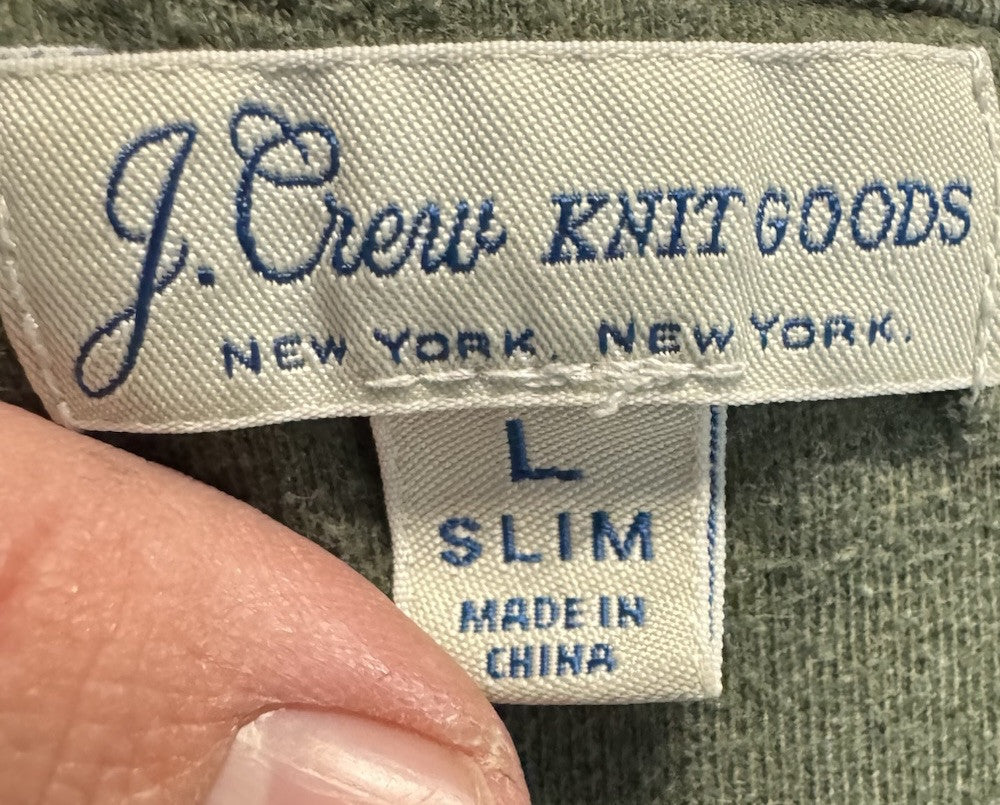 J. Crew KNIT GOODS
NEW YORK. NEW YORK.
L
SLIM
MADE IN
CHINA